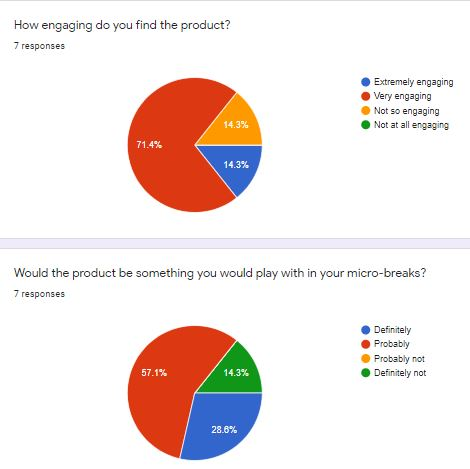 How engaging do you find the product?
7 responses
Extremely engaging
Very engaging
Not so engaging
Not at all engaging
14.3%
71.4%
14.3%
Would the product be something you would play with in your micro-breaks?
7 responses
Definitely
Probably
Probably not
Definitely not
57.1%
14.3%
28.6%